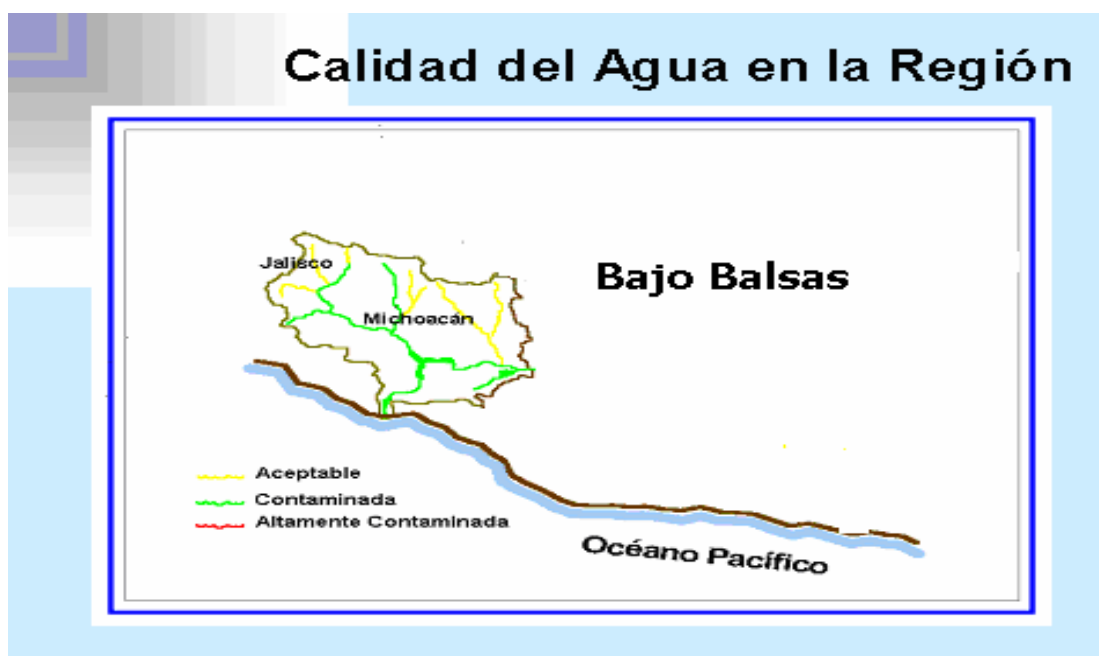 Calidad del Agua en la Región
Jalisco
Bajo Balsas
Michoacán
Aceptable
Contaminada
Altamente Contaminada
Océano Pacífico